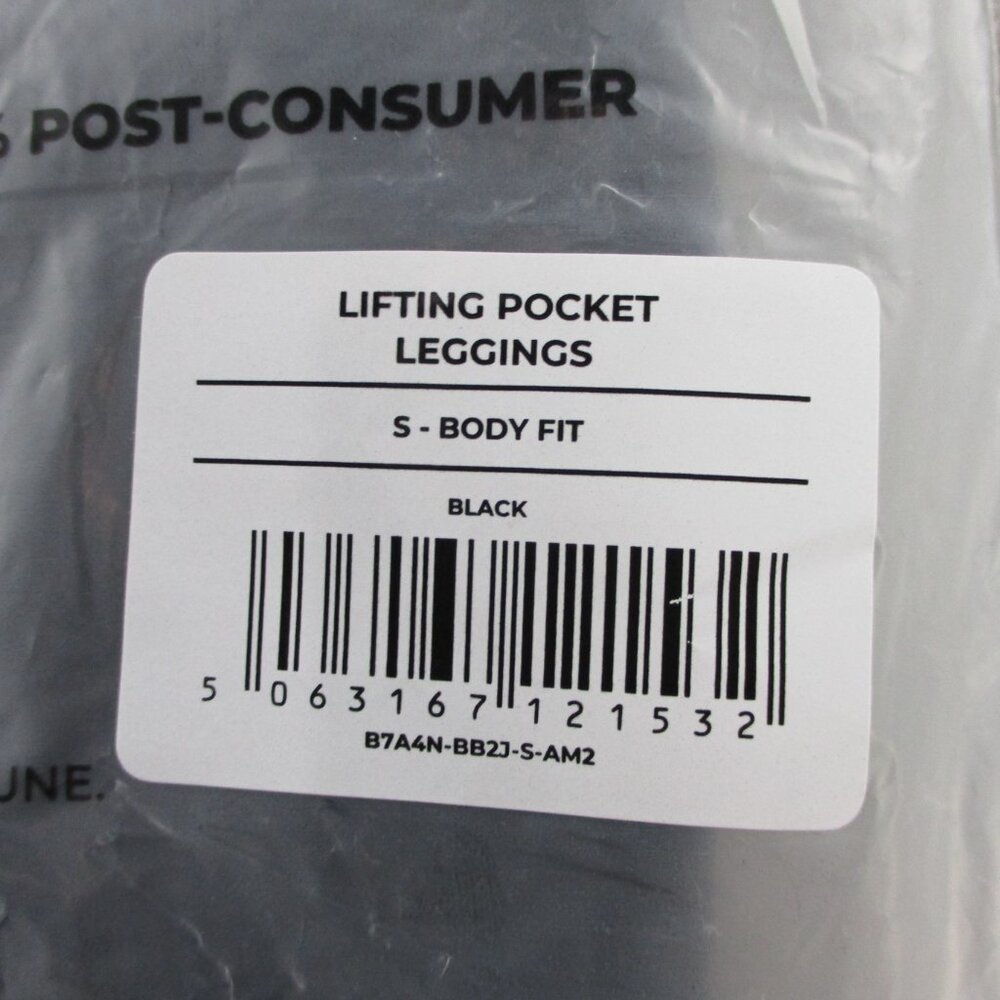 % POST-CONSUMER
LIFTING POCKET
LEGGINGS
S - BODY FIT
BLACK
5 063167 121532
B7A4N-BB2J-S-AM2
UNE.